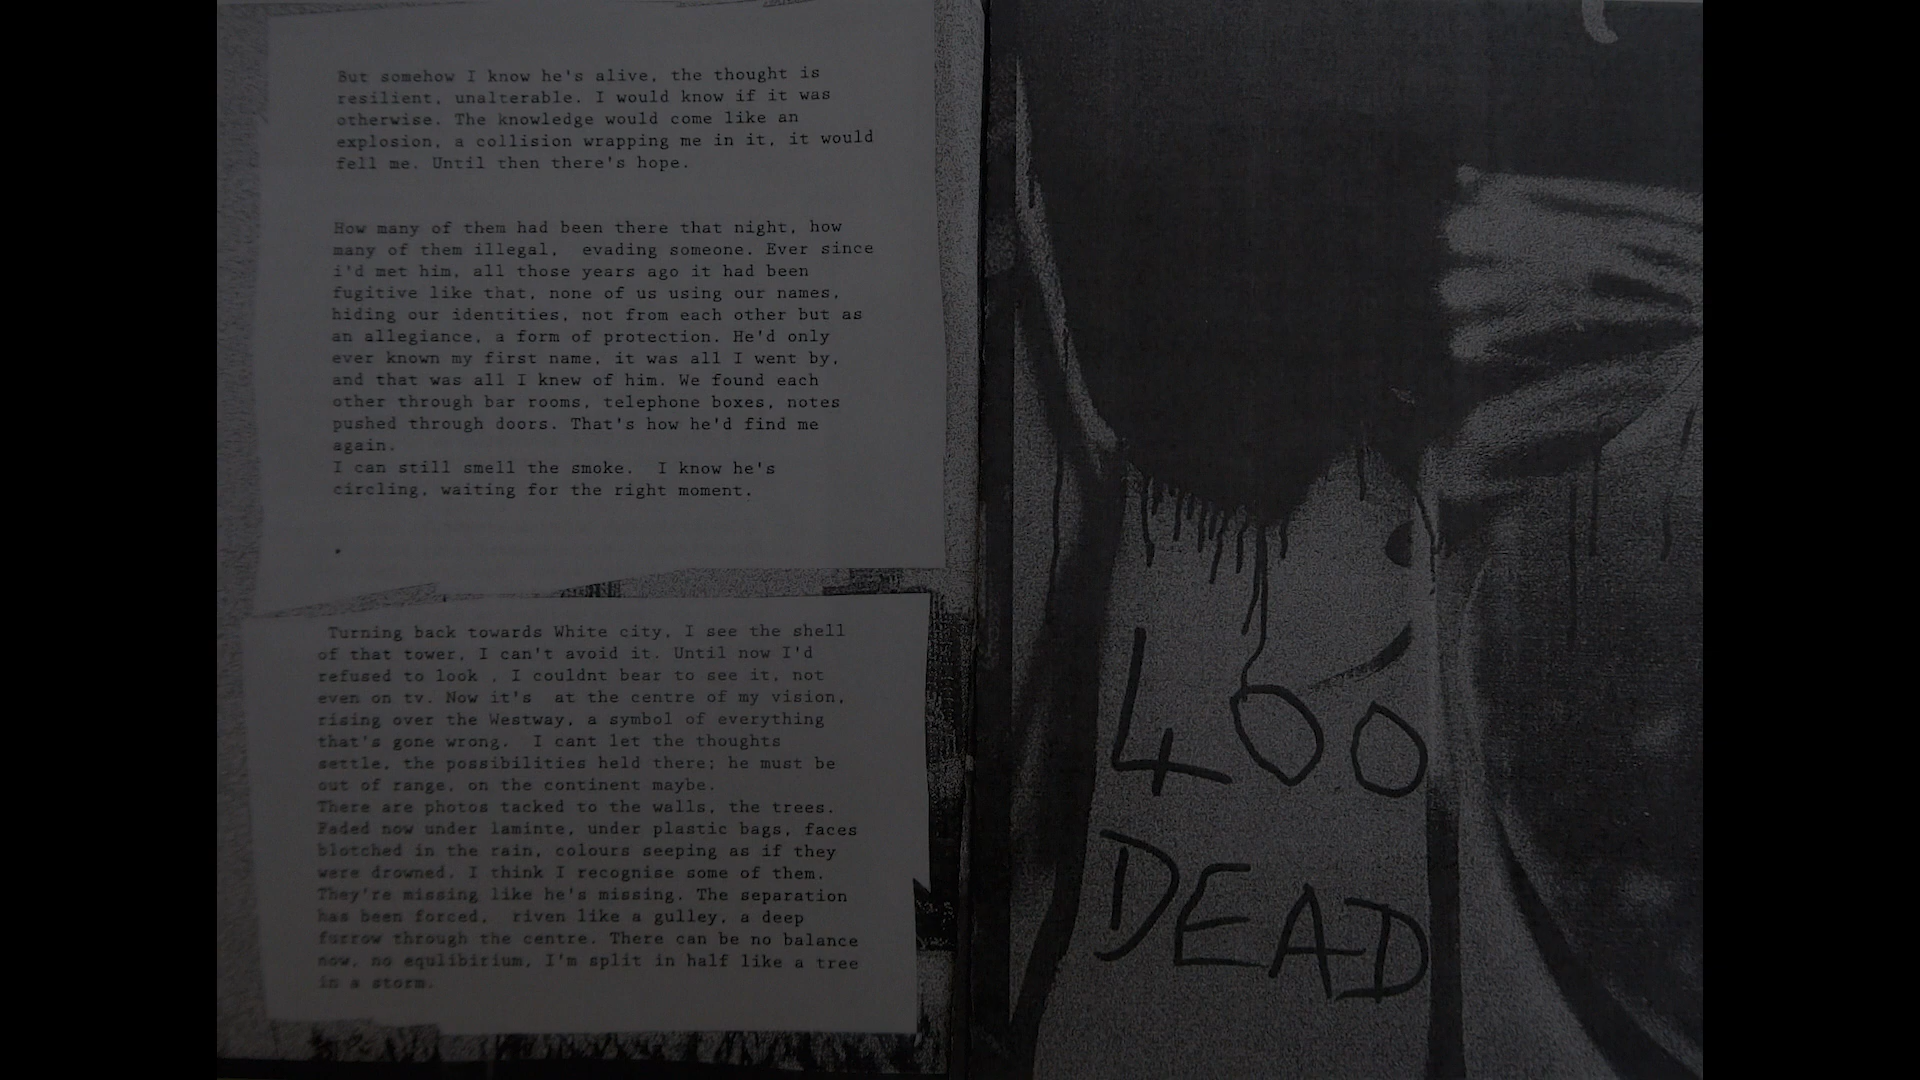 But somehow I know he's alive, the thought is
resilient, unalterable. I would know if it was
otherwise. The knowledge would come like an
explosion, a collision wrapping me in it, it would
fell me. Until then there's hope.
How many of them had been there that night, how
many of them illegal,  evading someone. Ever since
i'd met him, all those years ago it had been
fugitive like that, none of us using our names,
hiding our identities, not from each other but as
an allegiance, a form of protection. He'd only
ever known my first name, it was all I went by,
and that was all I knew of him. We found each
other through bar rooms, telephone boxes, notes
pushed through doors. That's how he'd find me
again.
I can still smell the smoke.  I know he's
circling, waiting for the right moment.
Turning back towards White city, I see the shell
of that tower, I can't avoid it. Until now I'd
refused to look , I couldnt bear to see it, not
even on tv. Now it's  at the centre of my vision,
rising over the Westway, a symbol of everything
that's gone wrong.  I cant let the thoughts
settle, the possibilities held there; he must be
out of range, on the continent maybe.
There are photos tacked to the walls, the trees.
Faded now under laminte, under plastic bags, faces
blotched in the rain, colours seeping as if they
were drowned. I think I recognise some of them.
They're missing like he's missing. The separation
has been forced,  riven like a gulley, a deep
furrow through the centre. There can be no balance
now, no equlibirium, I'm split in half like a tree
in a storm.
400
DEAD